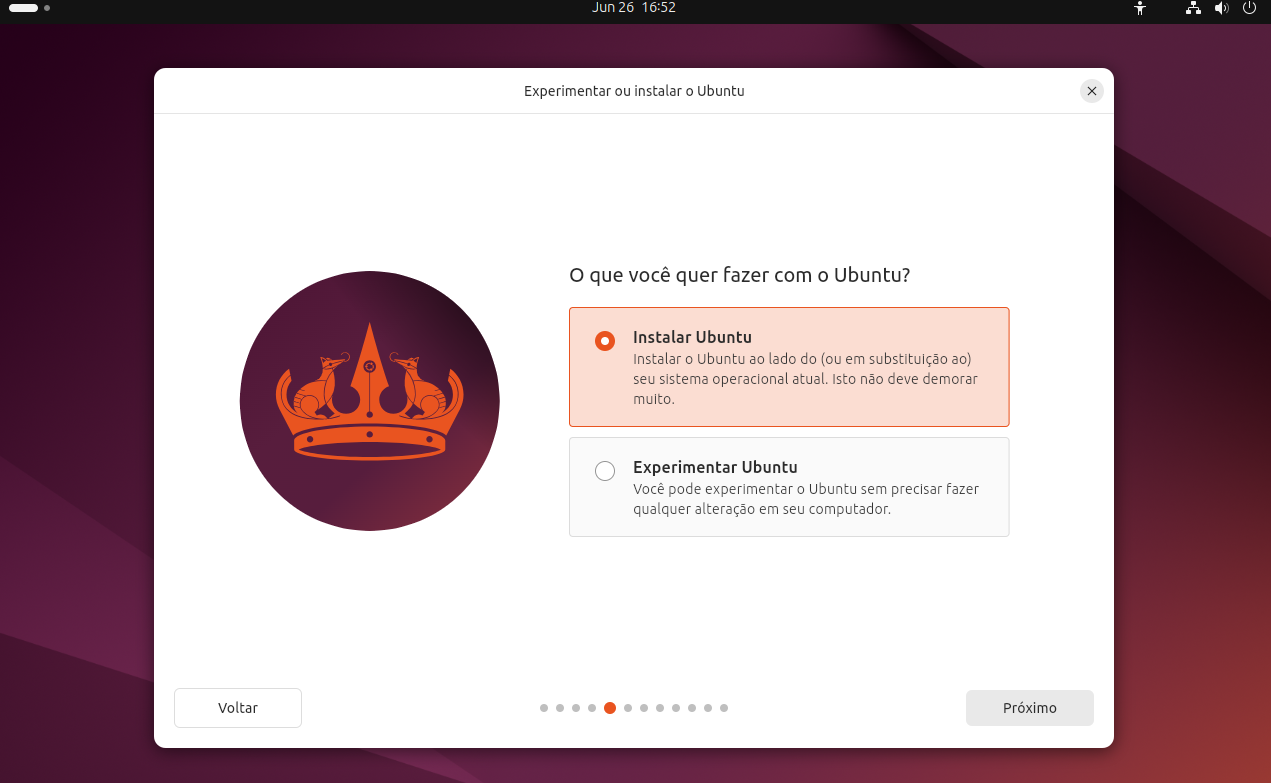 Jun 26 16:52
Experimentar ou instalar o Ubuntu
O que você quer fazer com o Ubuntu?
Instalar Ubuntu
Instalar o Ubuntu ao lado do (ou em substituição ao)
seu sistema operacional atual. Isto não deve demorar
muito.
Experimentar Ubuntu
Você pode experimentar o Ubuntu sem precisar fazer
qualquer alteração em seu computador.
Voltar
Próximo